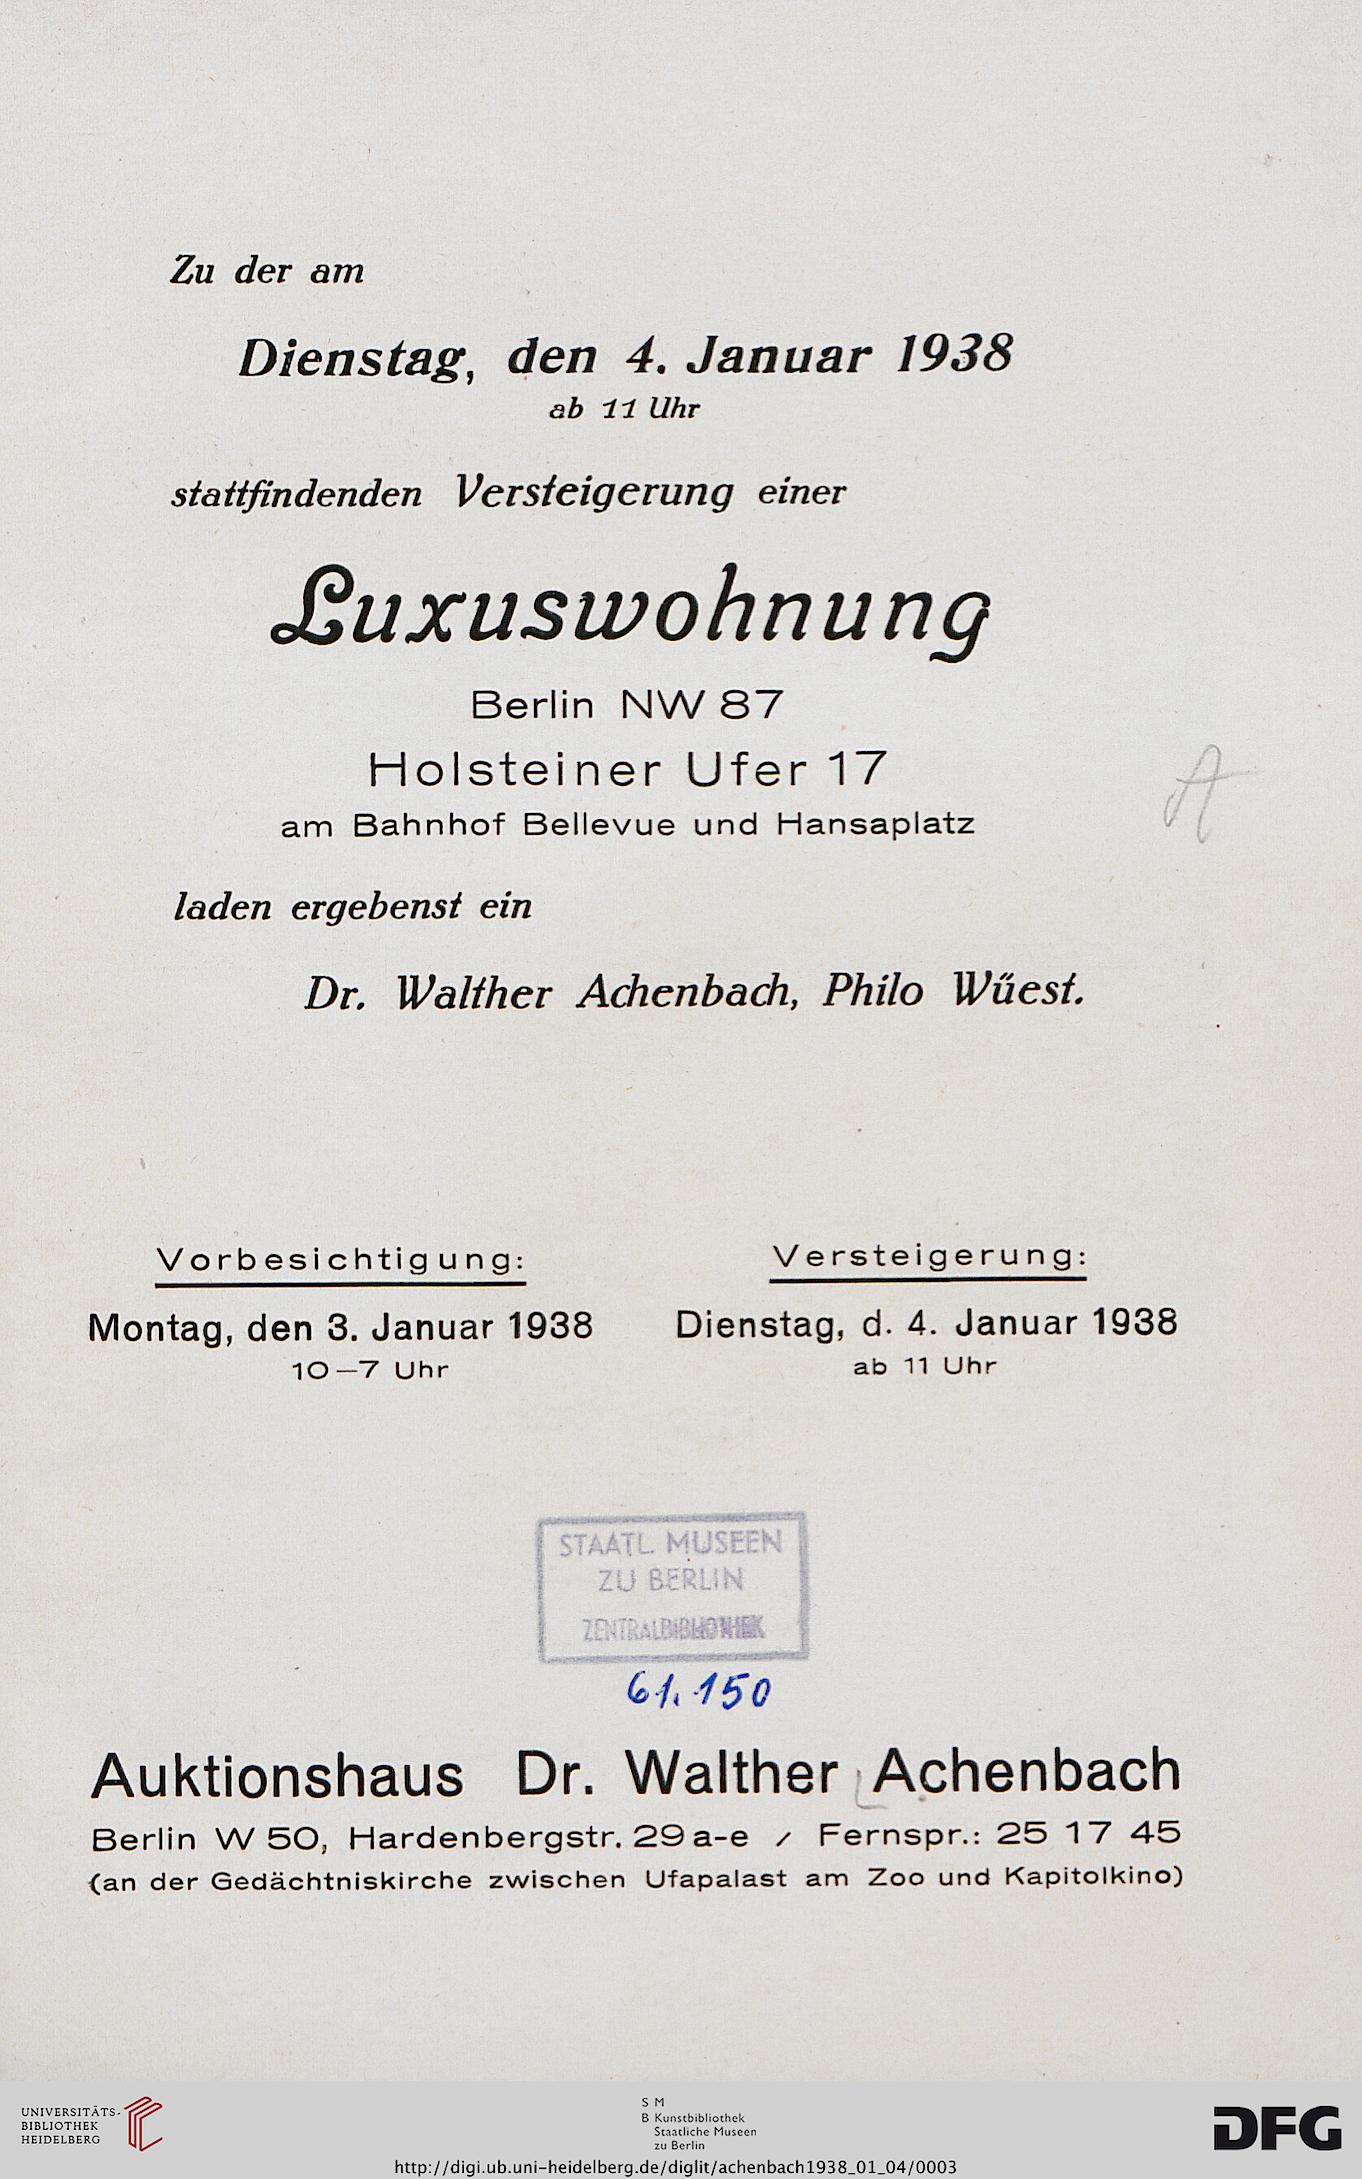 Zu der am
Dienstag, den 4. Januar 1938
ab 11 Uhr
stattfindenden Versteigerung einer
Luxuswohnung
Berlin NW 87
Holsteiner Ufer 17
am Bahnhof Bellevue und Hansaplatz
A
laden ergebenst ein
Dr. Walther Achenbach, Philo Wüest.
Vorbesichtigung:
Montag, den 3. Januar 1938
10–7 Uhr
Versteigerung:
Dienstag, d. 4. Januar 1938
ab 11 Uhr
STAATL. MUSEEN
ZU BERLIN
ZENTRALBIBLIOTHEK
61.150
Auktionshaus Dr. Walther Achenbach
Berlin W 50, Hardenbergstr. 29 a-e / Fernspr.: 25 17 45
(an der Gedächtniskirche zwischen Ufapalast am Zoo und Kapitolkino)
UNIVERSITÄTS-
BIBLIOTHEK
HEIDELBERG
S M
B Kunstbibliothek
Staatliche Museen
zu Berlin
DFG
http://digi.ub.uni-heidelberg.de/diglit/achenbach1938_01_04/0003